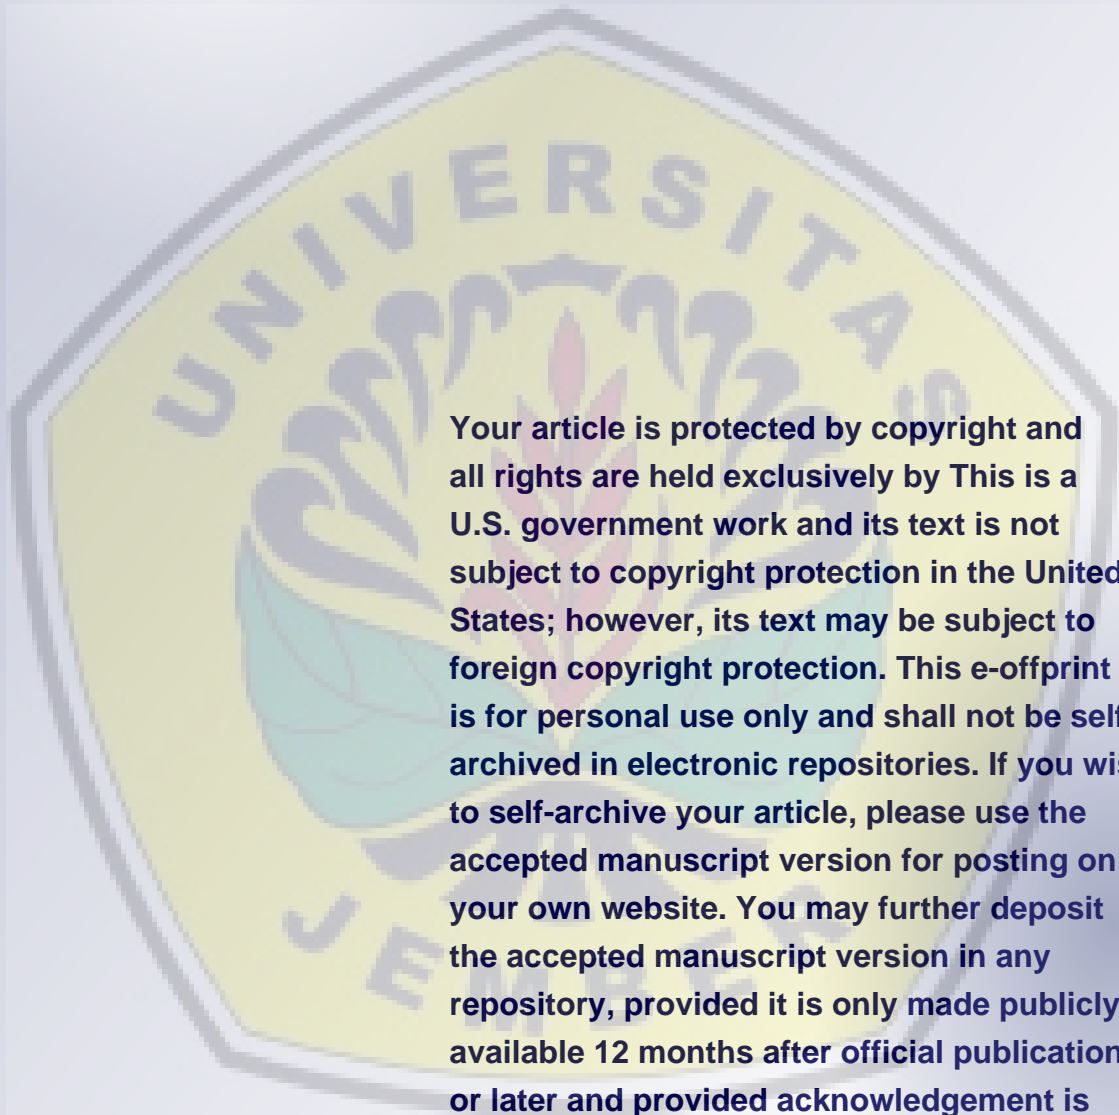 UNIVERSITAS
Your article is protected by copyright and
all rights are held exclusively by This is a
U.S. government work and its text is not
subject to copyright protection in the United
States; however, its text may be subject to
foreign copyright protection. This e-offprint
is for personal use only and shall not be self
archived in electronic repositories. If you wis
to self-archive your article, please use the
accepted manuscript version for posting on
your own website. You may further deposit
the accepted manuscript version in any
repository, provided it is only made publicly
available 12 months after official publication
or later and provided acknowledgement is
JEMBER